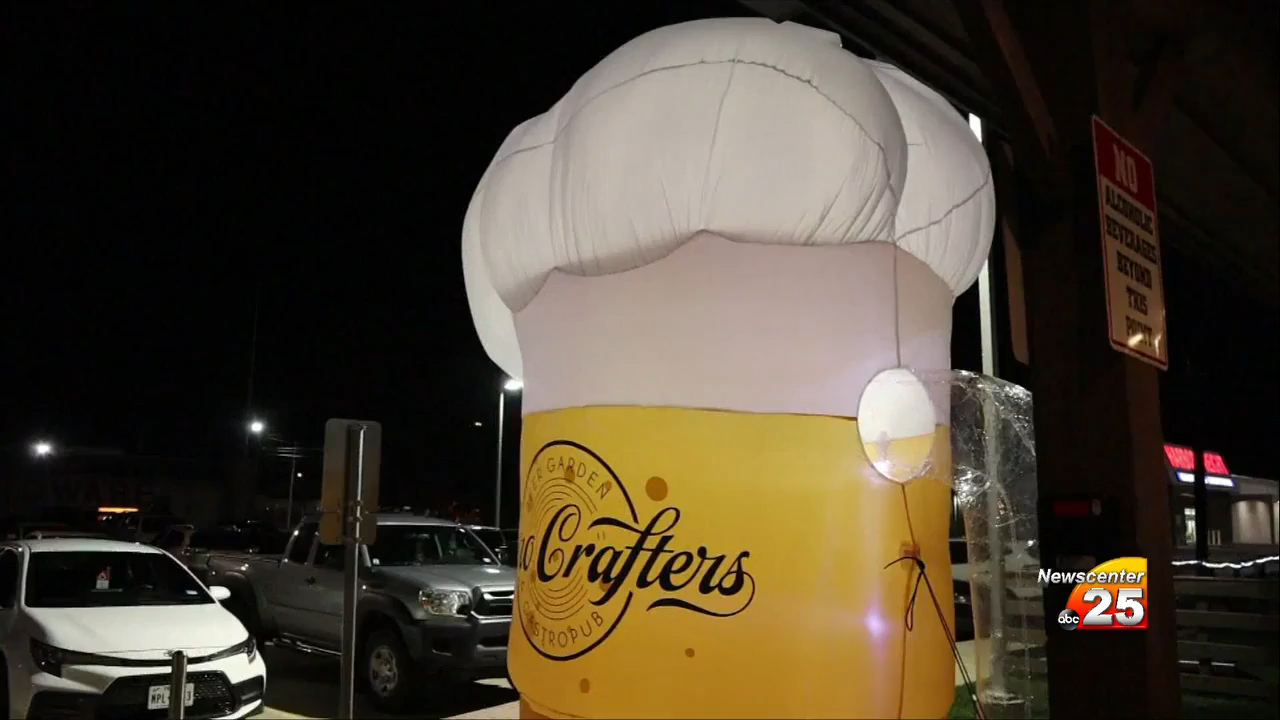 NO
ALCOHOLIC
BEVERAGES
BEYOND
THIS
POINT
BEER GARDEN
Crafters
GASTROPUB
Newscenter
abc 25